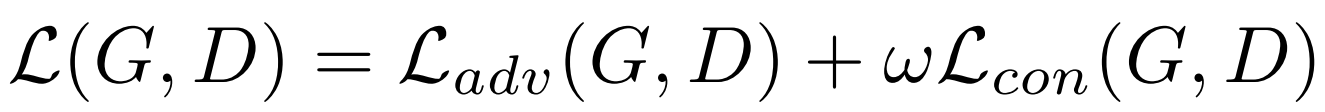 ℒ(G, D) = ℒ_{adv}(G, D) + ωℒ_{con}(G, D)